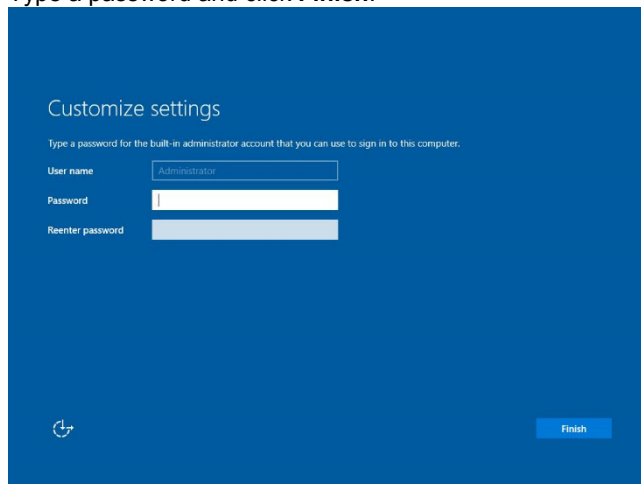 Type a password and click Finish.
Customize settings
Type a password for the built-in administrator account that you can use to sign in to this computer.
User name
Administrator
Password
Reenter password
Finish